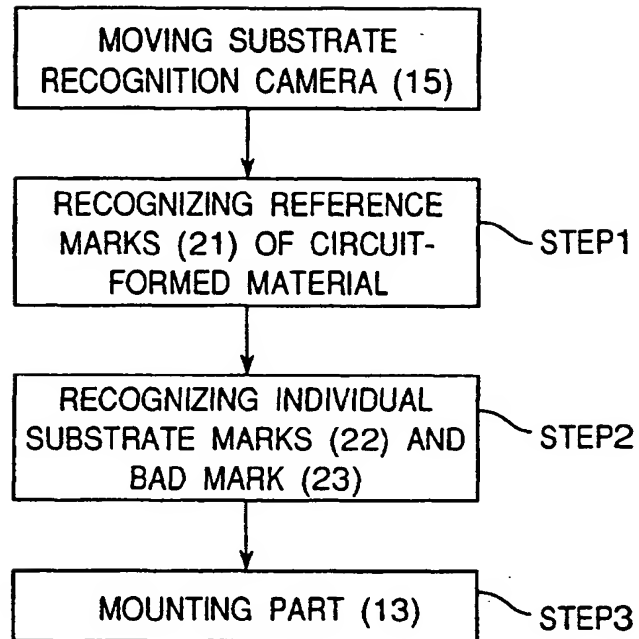 MOVING SUBSTRATE
RECOGNITION CAMERA (15)
RECOGNIZING REFERENCE
MARKS (21) OF CIRCUIT-
FORMED MATERIAL
STEP1
RECOGNIZING INDIVIDUAL
SUBSTRATE MARKS (22) AND
BAD MARK (23)
STEP2
MOUNTING PART (13)
STEP3